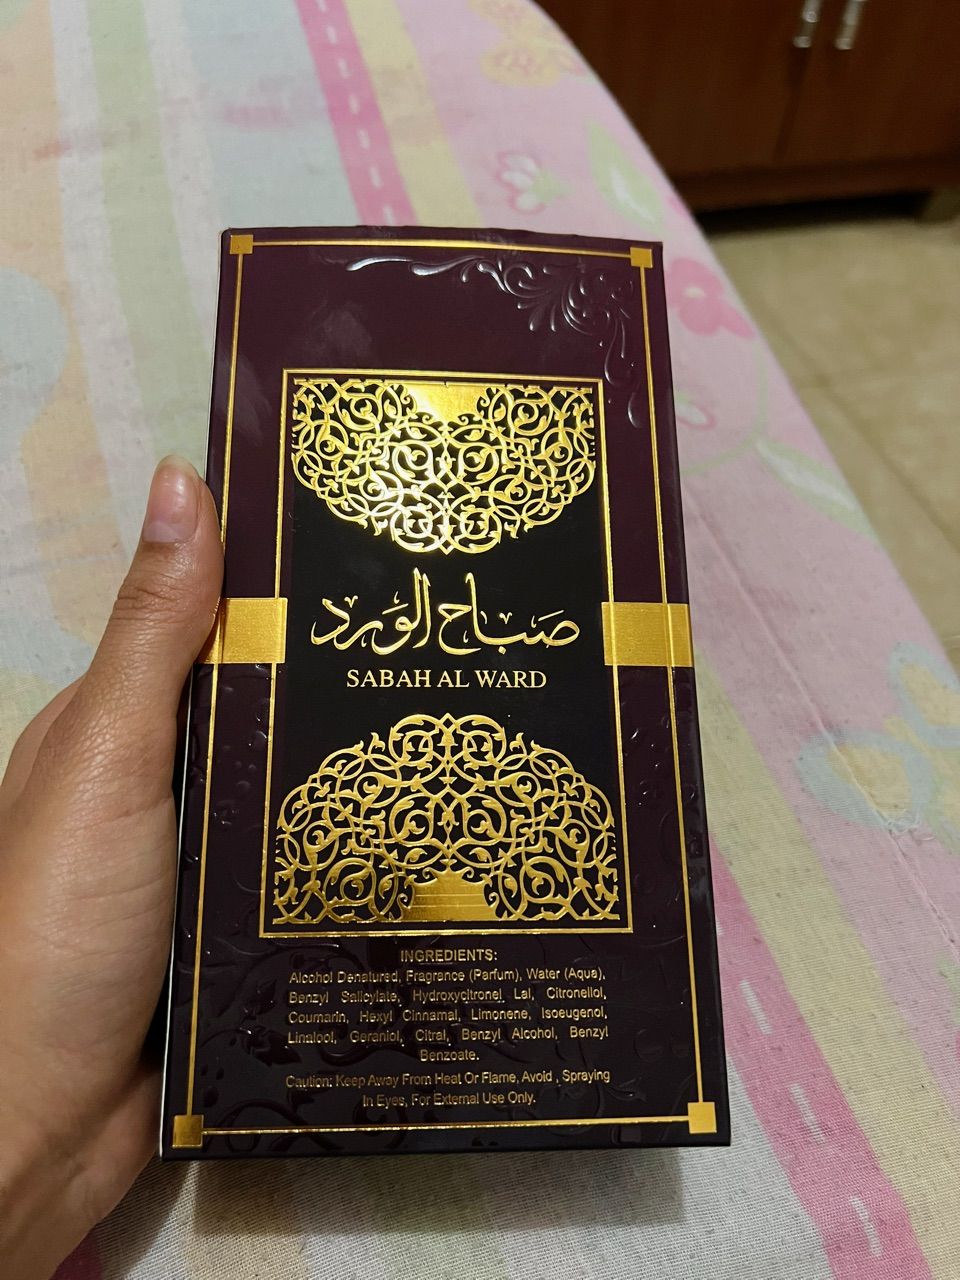 صباح الورد
SABAH AL WARD
INGREDIENTS:
Alcohol Denatured, Fragrance (Parfum), Water (Aqua),
Benzyl Salicylate, Hydroxycitronel Lal, Citronellol,
Coumarin, Hexyl Cinnamal, Limonene, Isoeugenol,
Linalool, Geraniol, Citral, Benzyl Alcohol, Benzyl
Benzoate.
Caution: Keep Away From Heat Or Flame, Avoid , Spraying
In Eyes, For External Use Only.